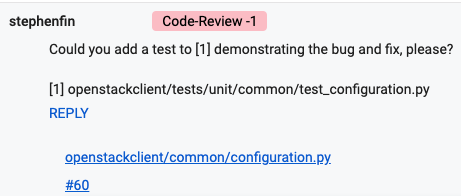 stephenfin Code-Review -1
Could you add a test to [1] demonstrating the bug and fix, please?
[1] openstackclient/tests/unit/common/test_configuration.py
REPLY
openstackclient/common/configuration.py
#60